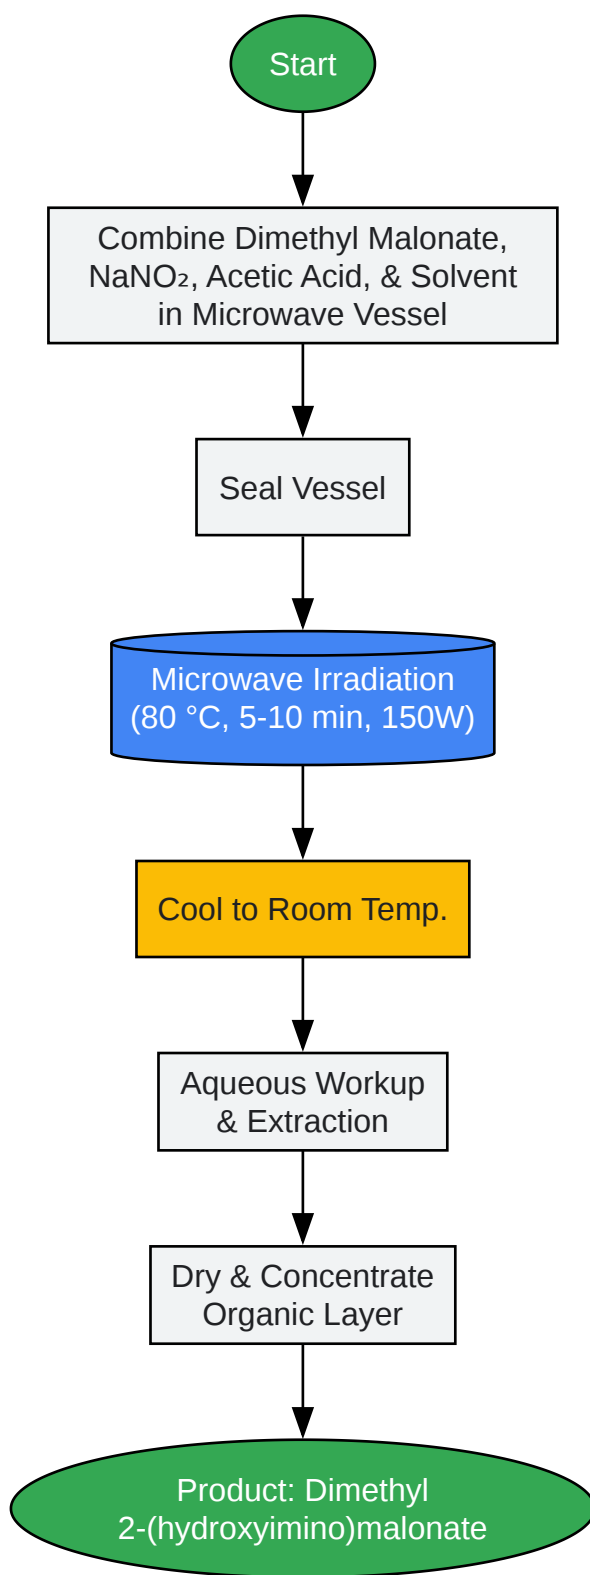 Start
Combine Dimethyl Malonate,
NaNO₂, Acetic Acid, & Solvent
in Microwave Vessel
Seal Vessel
Microwave Irradiation
(80 °C, 5-10 min, 150W)
Cool to Room Temp.
Aqueous Workup
& Extraction
Dry & Concentrate
Organic Layer
Product: Dimethyl
2-(hydroxyimino)malonate